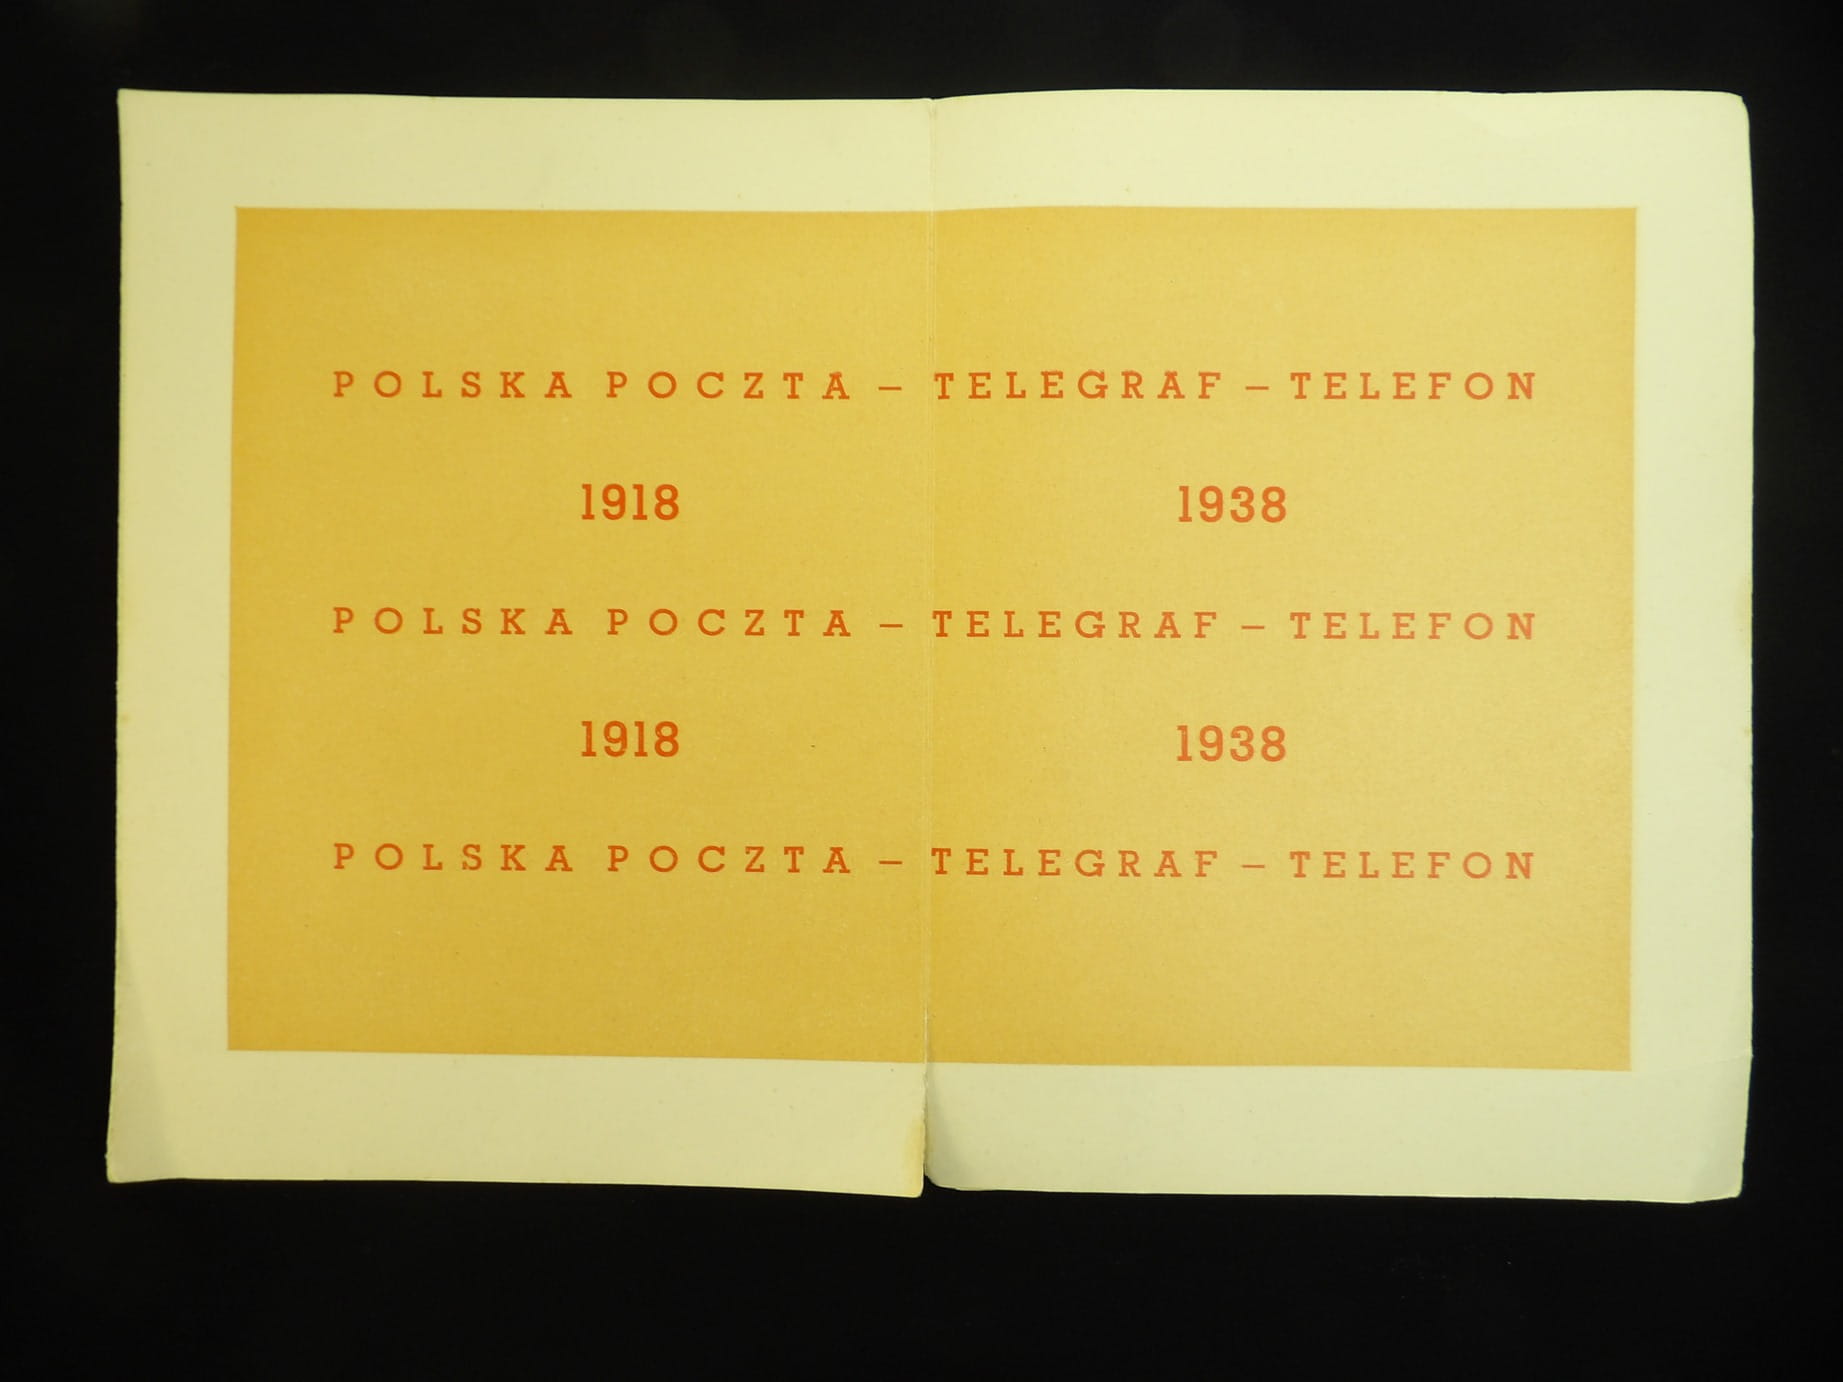 POLSKA POCZTA – TELEGRAF – TELEFON
1918 1938
POLSKA POCZTA – TELEGRAF – TELEFON
1918 1938
POLSKA POCZTA – TELEGRAF – TELEFON